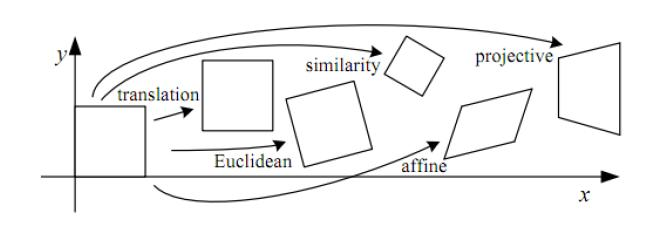 y
similarity
projective
translation
Euclidean
affine
x